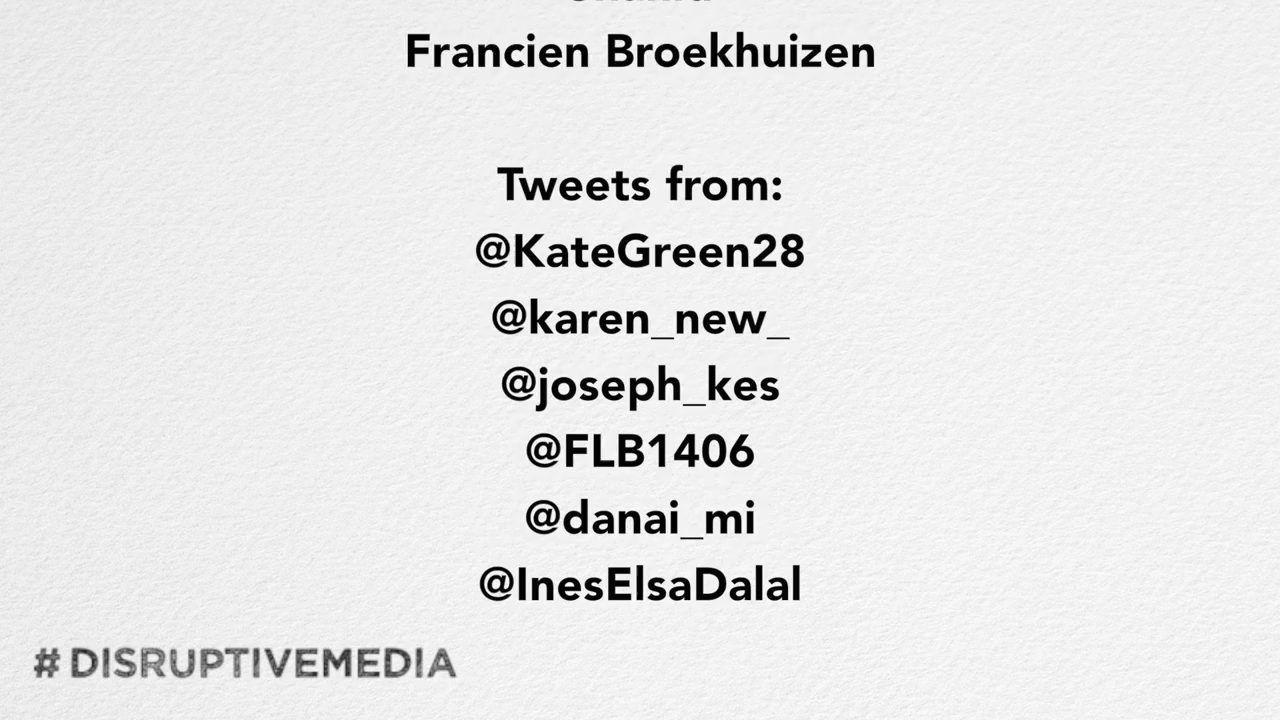 Francien Broekhuizen
Tweets from:
@KateGreen28
@karen_new_
@joseph_kes
@FLB1406
@danai_mi
@InesElsaDalal
# DISRUPTIVEMEDIA